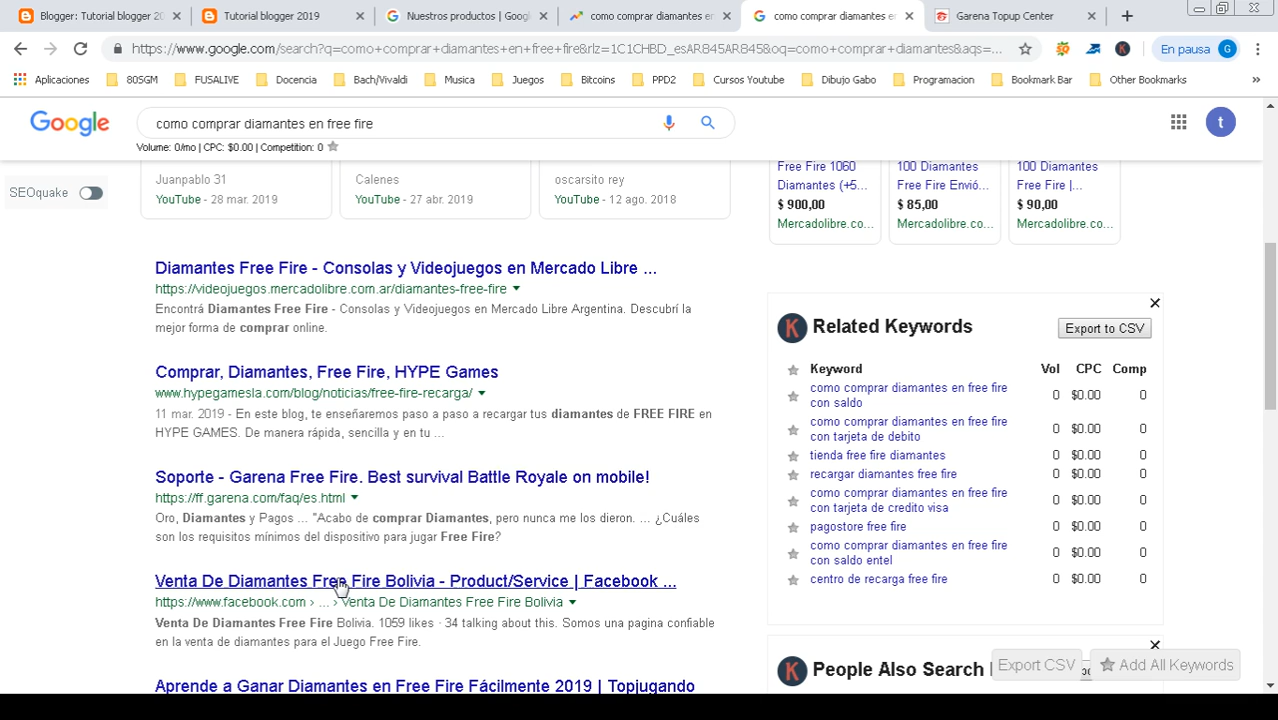 Blogger: Tutorial blogger 20
Tutorial blogger 2019
Nuestros productos | Googl
como comprar diamantes en
como comprar diamantes en
Garena Topup Center
https://www.google.com/search?q=como+comprar+diamantes+en+free+fire&rlz=1C1CHBD_esAR845AR845&oq=como+comprar+diamantes&aqs=...
En pausa G
Aplicaciones 80SGM FUSALIVE Docencia Bach/Vivaldi Musica Juegos Bitcoins PPD2 Cursos Youtube Dibujo Gabo Programacion Bookmark Bar Other Bookmarks »
Google
como comprar diamantes en free fire
t
Volume: 0/mo | CPC: $0.00 | Competition: 0
SEOquake
Juanpablo 31
YouTube - 28 mar. 2019
Calenes
YouTube - 27 abr. 2019
oscarsito rey
YouTube - 12 ago. 2018
Free Fire 1060
Diamantes (+5...
$ 900,00
Mercadolibre.co...
100 Diamantes
Free Fire Envió...
$ 85,00
Mercadolibre.co...
100 Diamantes
Free Fire |...
$ 90,00
Mercadolibre.co...
Diamantes Free Fire - Consolas y Videojuegos en Mercado Libre ...
https://videojuegos.mercadolibre.com.ar/diamantes-free-fire
Encontrá Diamantes Free Fire - Consolas y Videojuegos en Mercado Libre Argentina. Descubrí la
mejor forma de comprar online.
Comprar, Diamantes, Free Fire, HYPE Games
www.hypegamesla.com/blog/noticias/free-fire-recarga/
11 mar. 2019 - En este blog, te enseñaremos paso a paso a recargar tus diamantes de FREE FIRE en
HYPE GAMES. De manera rápida, sencilla y en tu ...
Soporte - Garena Free Fire. Best survival Battle Royale on mobile!
https://ff.garena.com/faq/es.html
Oro, Diamantes y Pagos ... "Acabo de comprar Diamantes, pero nunca me los dieron. ... ¿Cuáles
son los requisitos mínimos del dispositivo para jugar Free Fire?
Venta De Diamantes Free Fire Bolivia - Product/Service | Facebook ...
https://www.facebook.com › ... › Venta De Diamantes Free Fire Bolivia
Venta De Diamantes Free Fire Bolivia. 1059 likes · 34 talking about this. Somos una pagina confiable
en la venta de diamantes para el Juego Free Fire.
Aprende a Ganar Diamantes en Free Fire Fácilmente 2019 | Topjugando
K Related Keywords Export to CSV
Keyword Vol CPC Comp
como comprar diamantes en free fire
con saldo 0 $0.00 0
como comprar diamantes en free fire
con tarjeta de debito 0 $0.00 0
tienda free fire diamantes 0 $0.00 0
recargar diamantes free fire 0 $0.00 0
como comprar diamantes en free fire
con tarjeta de credito visa 0 $0.00 0
pagostore free fire 0 $0.00 0
como comprar diamantes en free fire
con saldo entel 0 $0.00 0
centro de recarga free fire 0 $0.00 0
K People Also Search
Export CSV Add All Keywords